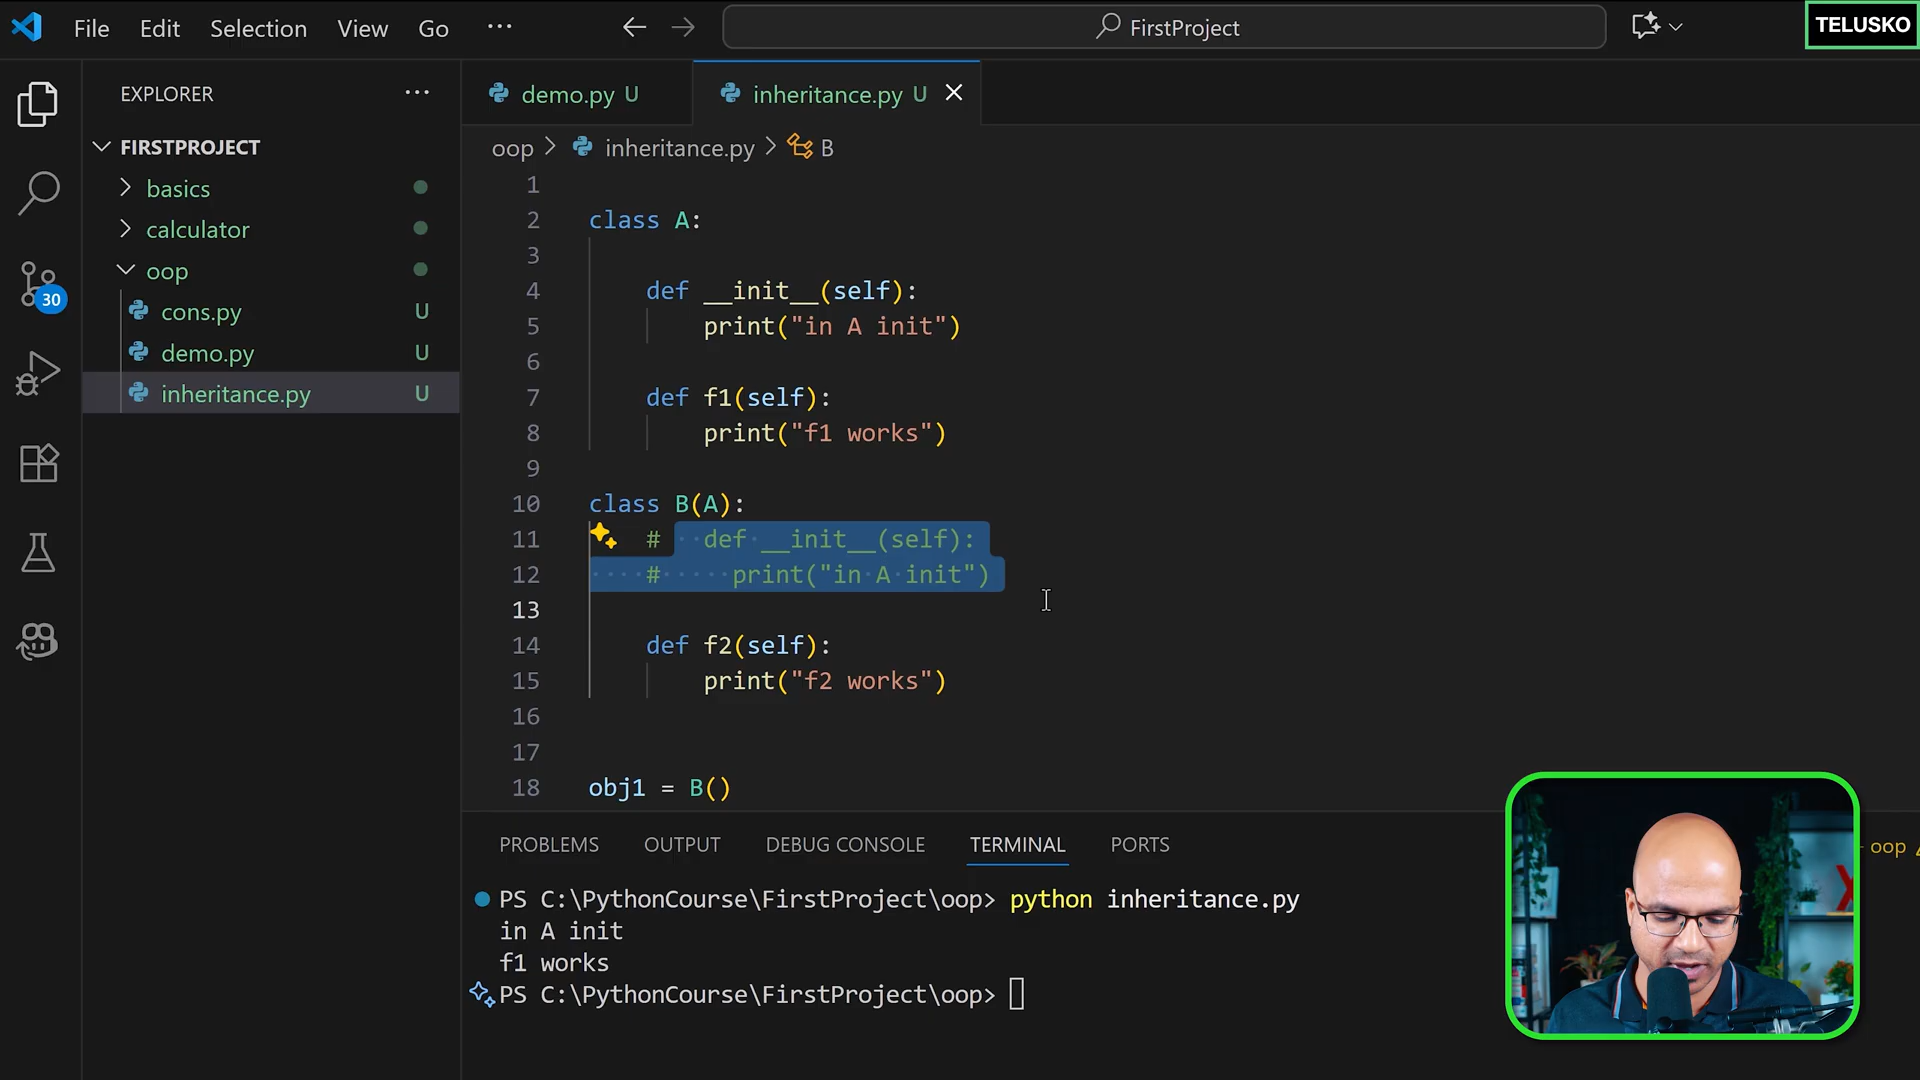 File Edit Selection View Go ··· FirstProject TELUSKO
EXPLORER ···
FIRSTPROJECT
basics
calculator
oop
cons.py U
demo.py U
inheritance.py U
30
demo.py U inheritance.py U
oop > inheritance.py > B
1
2 class A:
3
4 def __init__(self):
5 print("in A init")
6
7 def f1(self):
8 print("f1 works")
9
10 class B(A):
11 # def __init__(self):
12 # print("in A init")
13
14 def f2(self):
15 print("f2 works")
16
17
18 obj1 = B()
PROBLEMS OUTPUT DEBUG CONSOLE TERMINAL PORTS
oop
PS C:\PythonCourse\FirstProject\oop> python inheritance.py
in A init
f1 works
PS C:\PythonCourse\FirstProject\oop>